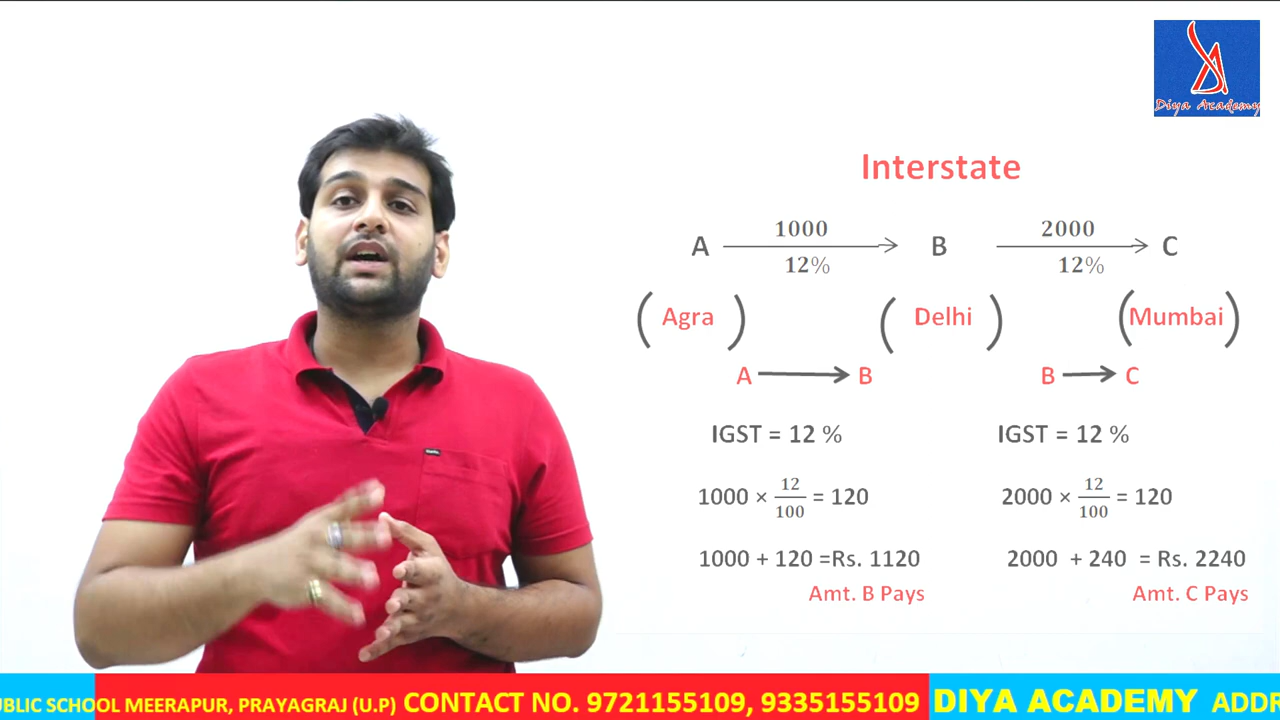 Diya Academy
Interstate
A 1000 12% B 2000 12% C
(Agra) (Delhi) (Mumbai)
A → B B → C
IGST = 12 % IGST = 12 %
1000 × 12/100 = 120 2000 × 12/100 = 120
1000 + 120 =Rs. 1120 2000 + 240 = Rs. 2240
Amt. B Pays Amt. C Pays
UBLIC SCHOOL MEERAPUR, PRAYAGRAJ (U.P) CONTACT NO. 9721155109, 9335155109 DIYA ACADEMY ADDR